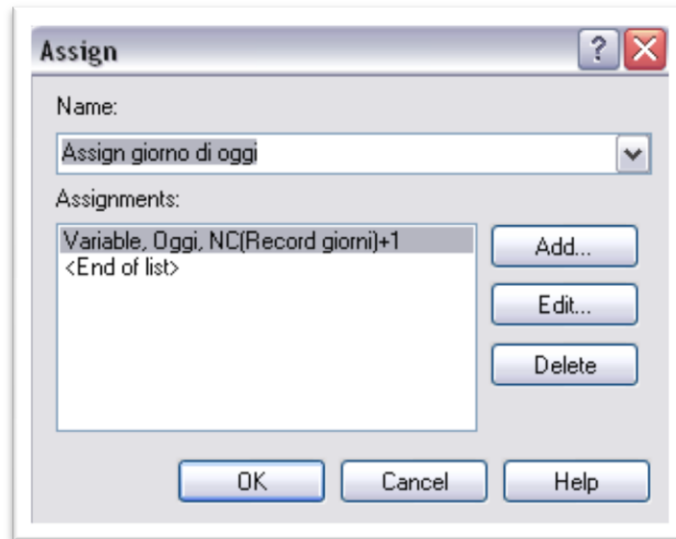 Assign
?
Name:
Assign giorno di oggi
Assignments:
Variable, Oggi, NC(Record giorni)+1
<End of list>
Add...
Edit...
Delete
OK
Cancel
Help